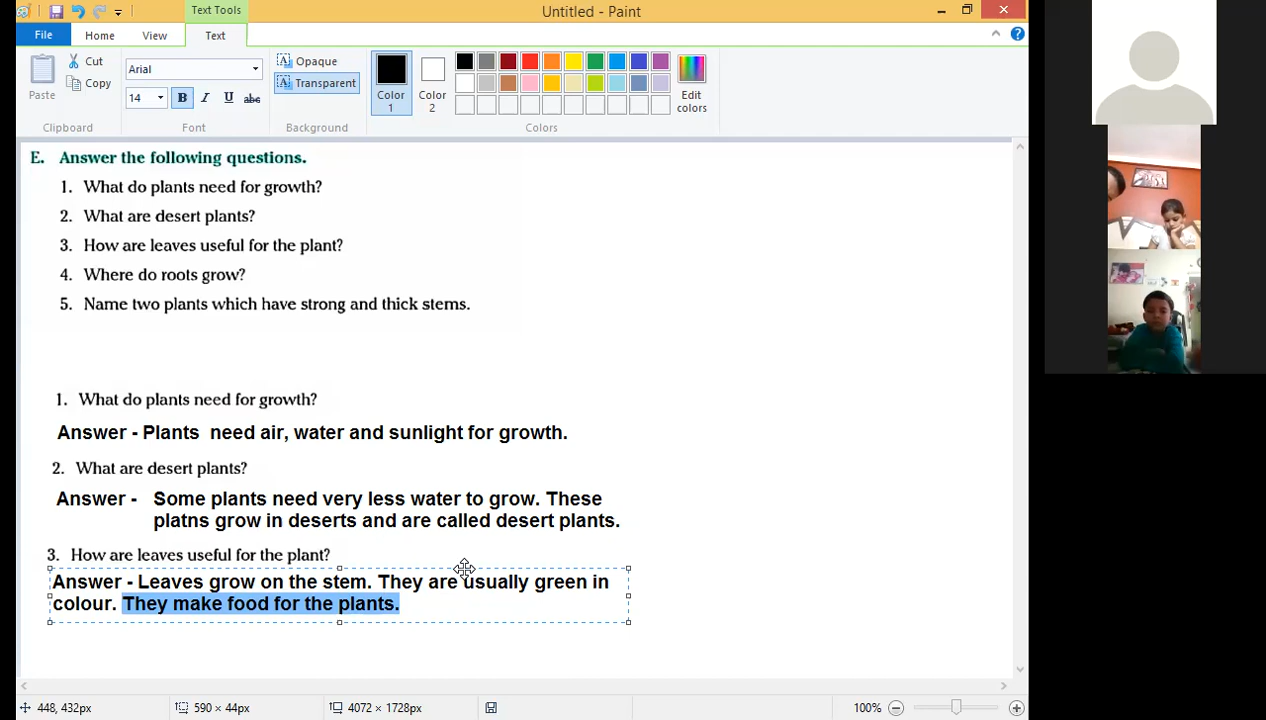 Text Tools
Untitled - Paint
File
Home
View
Text
Paste
Cut
Copy
Clipboard
Arial
14
B I U abc
Font
Opaque
Transparent
Background
Color 1
Color 2
Edit colors
Colors
E. Answer the following questions.
1. What do plants need for growth?
2. What are desert plants?
3. How are leaves useful for the plant?
4. Where do roots grow?
5. Name two plants which have strong and thick stems.
1. What do plants need for growth?
Answer - Plants need air, water and sunlight for growth.
2. What are desert plants?
Answer - Some plants need very less water to grow. These
platns grow in deserts and are called desert plants.
3. How are leaves useful for the plant?
Answer - Leaves grow on the stem. They are usually green in
colour. They make food for the plants.
448, 432px
590 × 44px
4072 × 1728px
100%